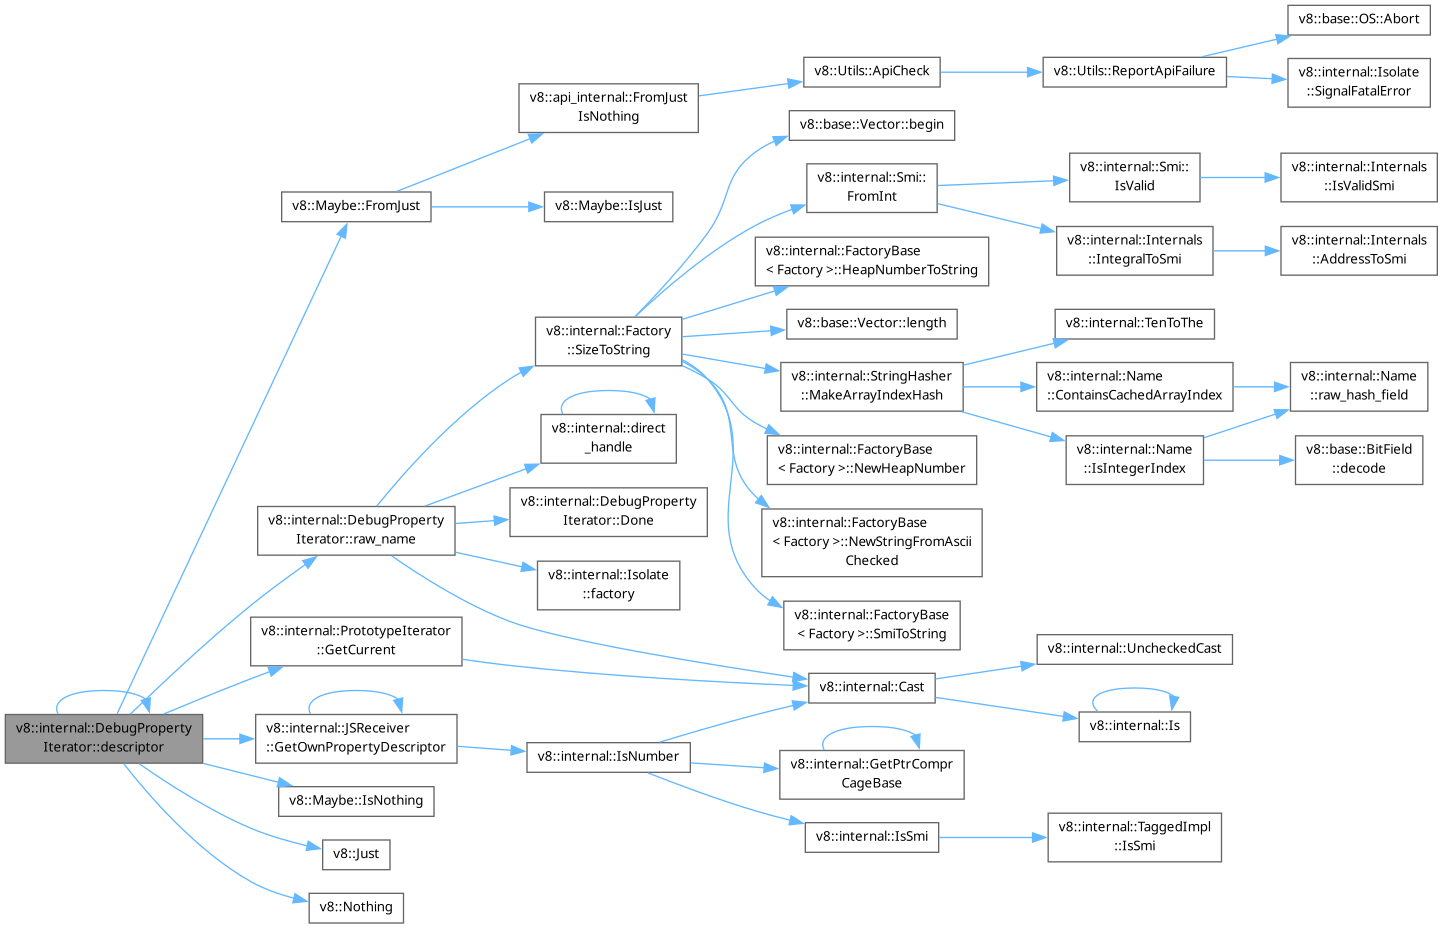 v8::internal::DebugProperty
Iterator::descriptor
v8::Maybe::FromJust
v8::internal::DebugProperty
Iterator::raw_name
v8::internal::PrototypeIterator
::GetCurrent
v8::internal::JSReceiver
::GetOwnPropertyDescriptor
v8::Maybe::IsNothing
v8::Just
v8::Nothing
v8::api_internal::FromJust
IsNothing
v8::Maybe::IsJust
v8::internal::Factory
::SizeToString
v8::internal::direct
_handle
v8::internal::DebugProperty
Iterator::Done
v8::internal::Isolate
::factory
v8::internal::IsNumber
v8::Utils::ApiCheck
v8::base::Vector::begin
v8::internal::Smi::
FromInt
v8::internal::FactoryBase
< Factory >::HeapNumberToString
v8::base::Vector::length
v8::internal::StringHasher
::MakeArrayIndexHash
v8::internal::FactoryBase
< Factory >::NewHeapNumber
v8::internal::FactoryBase
< Factory >::NewStringFromAscii
Checked
v8::internal::FactoryBase
< Factory >::SmiToString
v8::internal::Cast
v8::internal::GetPtrCompr
CageBase
v8::internal::IsSmi
v8::Utils::ReportApiFailure
v8::internal::Smi::
IsValid
v8::internal::Internals
::IntegralToSmi
v8::internal::TenToThe
v8::internal::Name
::ContainsCachedArrayIndex
v8::internal::Name
::IsIntegerIndex
v8::internal::UncheckedCast
v8::internal::Is
v8::internal::TaggedImpl
::IsSmi
v8::base::OS::Abort
v8::internal::Isolate
::SignalFatalError
v8::internal::Internals
::IsValidSmi
v8::internal::Internals
::AddressToSmi
v8::internal::Name
::raw_hash_field
v8::base::BitField
::decode